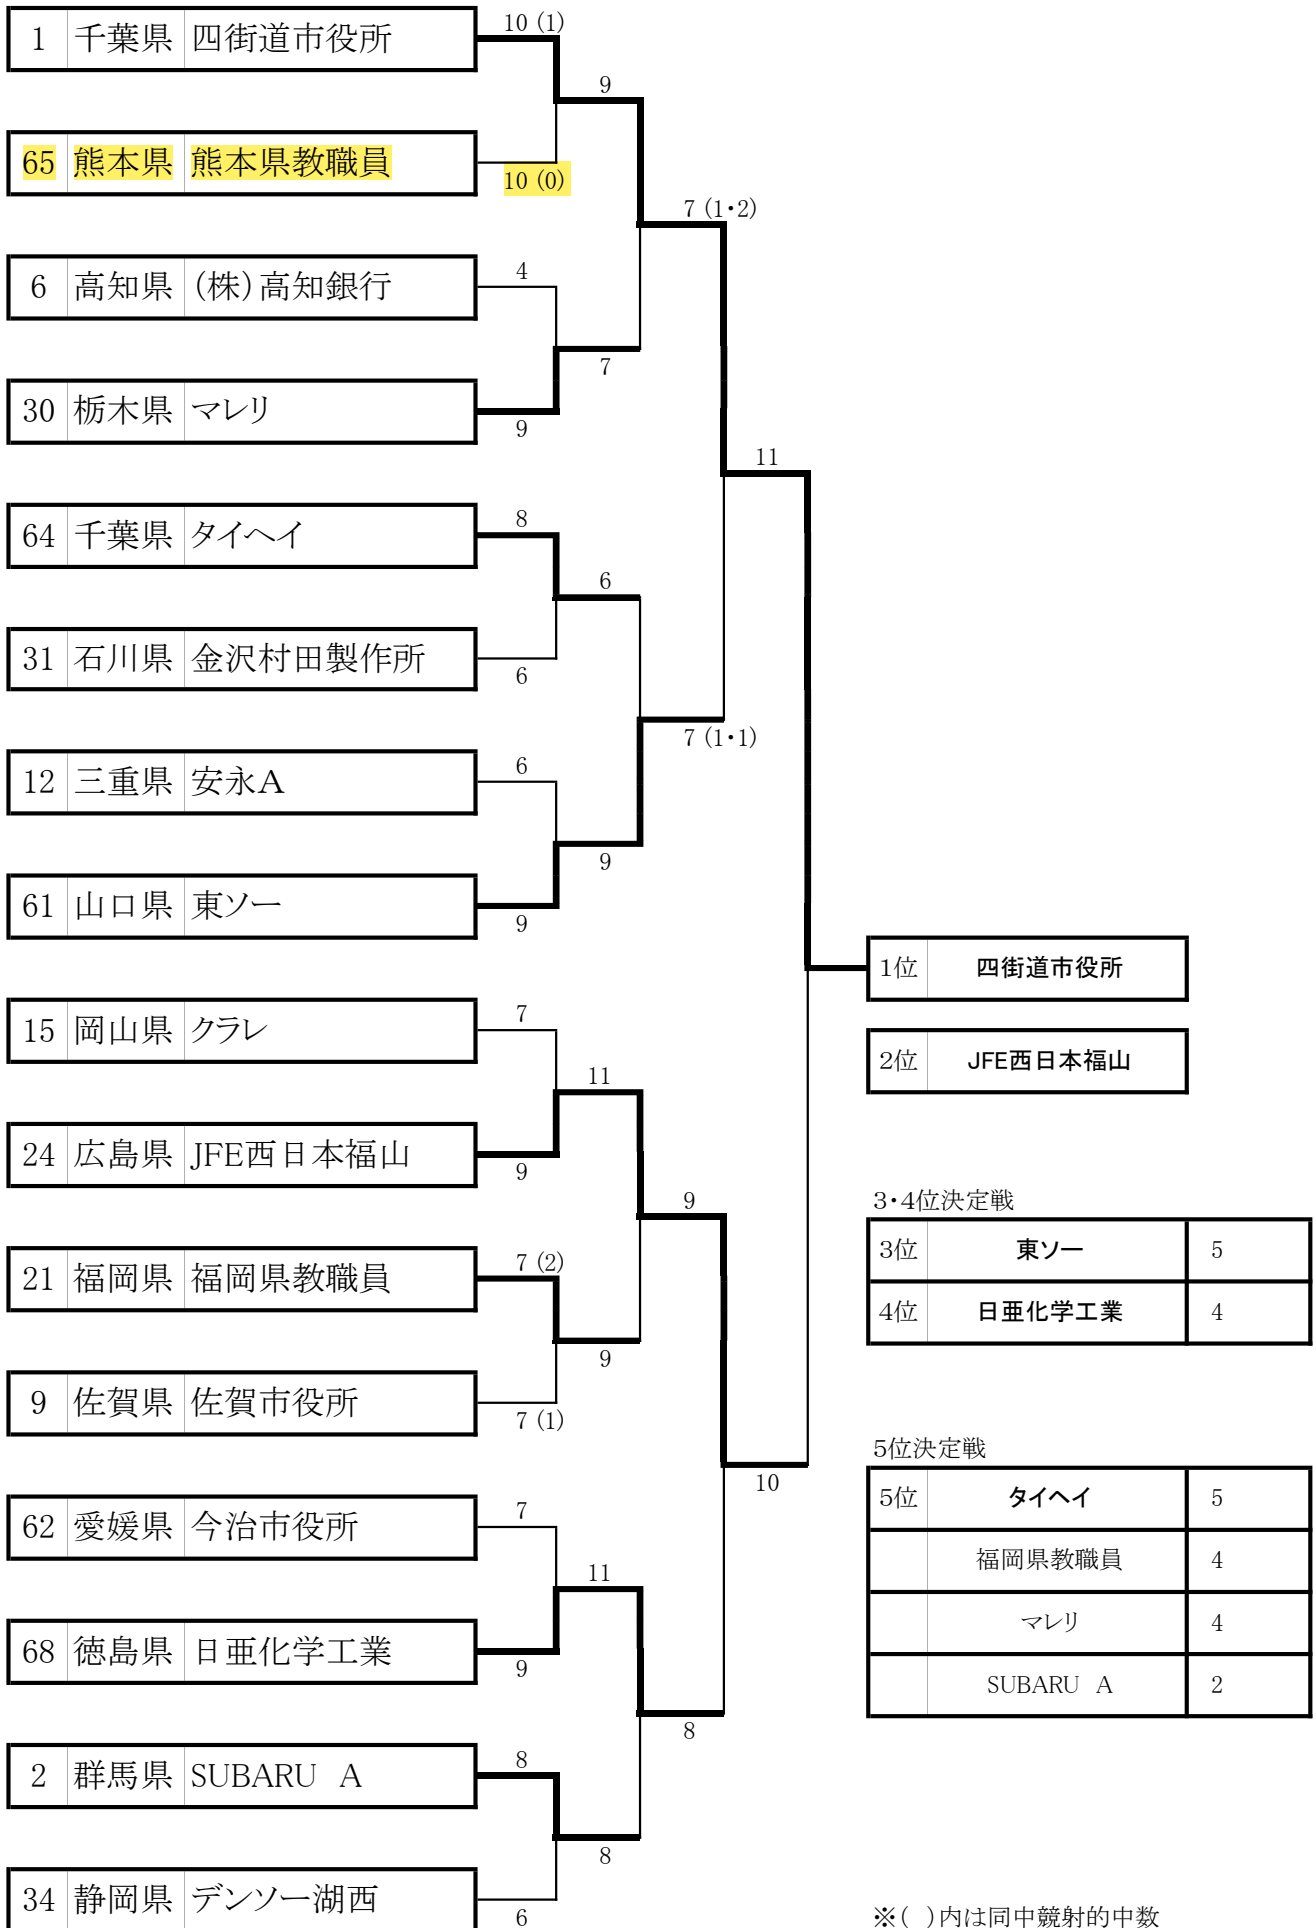 10 (1)
1 千葉県 四街道市役所
9
65 熊本県 熊本県教職員
10 (0)
7 (1・2)
4
6 高知県 (株)高知銀行
7
30 栃木県 マレリ
9
11
8
64 千葉県 タイヘイ
6
31 石川県 金沢村田製作所
6
7 (1・1)
6
12 三重県 安永A
9
61 山口県 東ソー
9
1位 四街道市役所
7
15 岡山県 クラレ
2位 JFE西日本福山
11
24 広島県 JFE西日本福山
9
9
3・4位決定戦
3位 東ソー 5
7 (2)
21 福岡県 福岡県教職員
4位 日亜化学工業 4
9
9 佐賀県 佐賀市役所
7 (1)
5位決定戦
10
5位 タイヘイ 5
7
62 愛媛県 今治市役所
福岡県教職員 4
11
マレリ 4
68 徳島県 日亜化学工業
9
SUBARU A 2
8
8
2 群馬県 SUBARU A
8
34 静岡県 デンソー湖西
6
※( )内は同中競射的中数